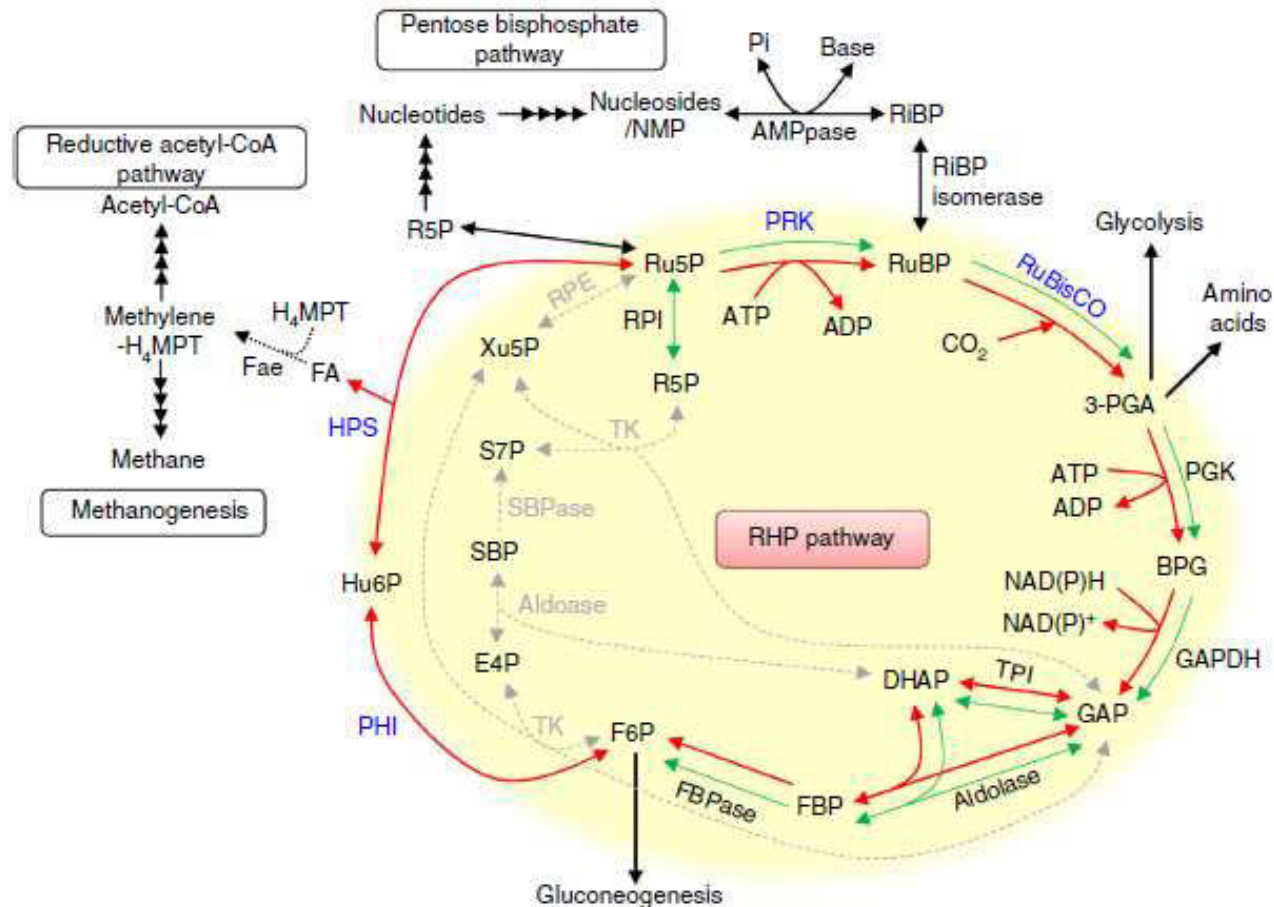 Pentose bisphosphate
pathway
Pi
Base
Nucleotides
Nucleosides
/NMP
AMPpase
RiBP
Reductive acetyl-CoA
pathway
Acetyl-CoA
RiBP
isomerase
R5P
PRK
Glycolysis
Ru5P
RuBP
RuBisCO
Amino
acids
RPE
RPI
ATP
ADP
CO2
Methylene
-H4MPT
H4MPT
Fae
FA
Xu5P
R5P
3-PGA
HPS
TK
S7P
Methane
ATP
ADP
PGK
SBPase
Methanogenesis
RHP pathway
SBP
BPG
Hu6P
NAD(P)H
Aldoase
NAD(P)+
GAPDH
E4P
DHAP
TPI
GAP
PHI
TK
F6P
FBPase
FBP
Aldolase
Gluconeogenesis